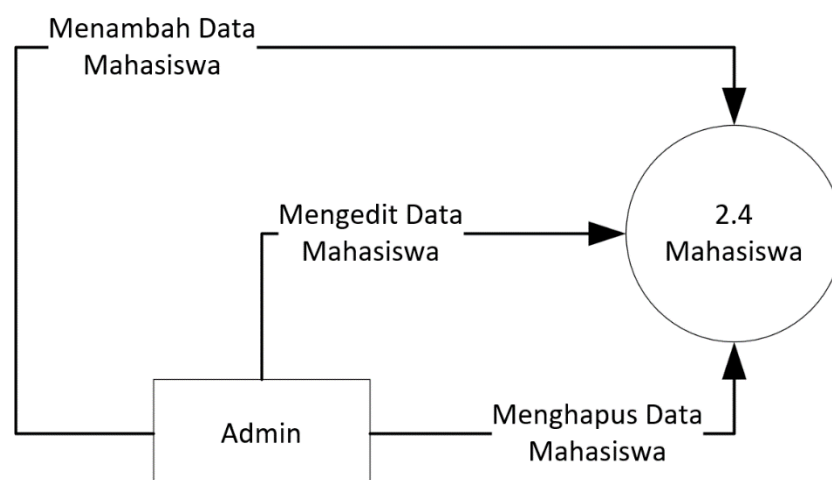 Menambah Data
Mahasiswa
Mengedit Data
Mahasiswa
2.4
Mahasiswa
Admin
Menghapus Data
Mahasiswa